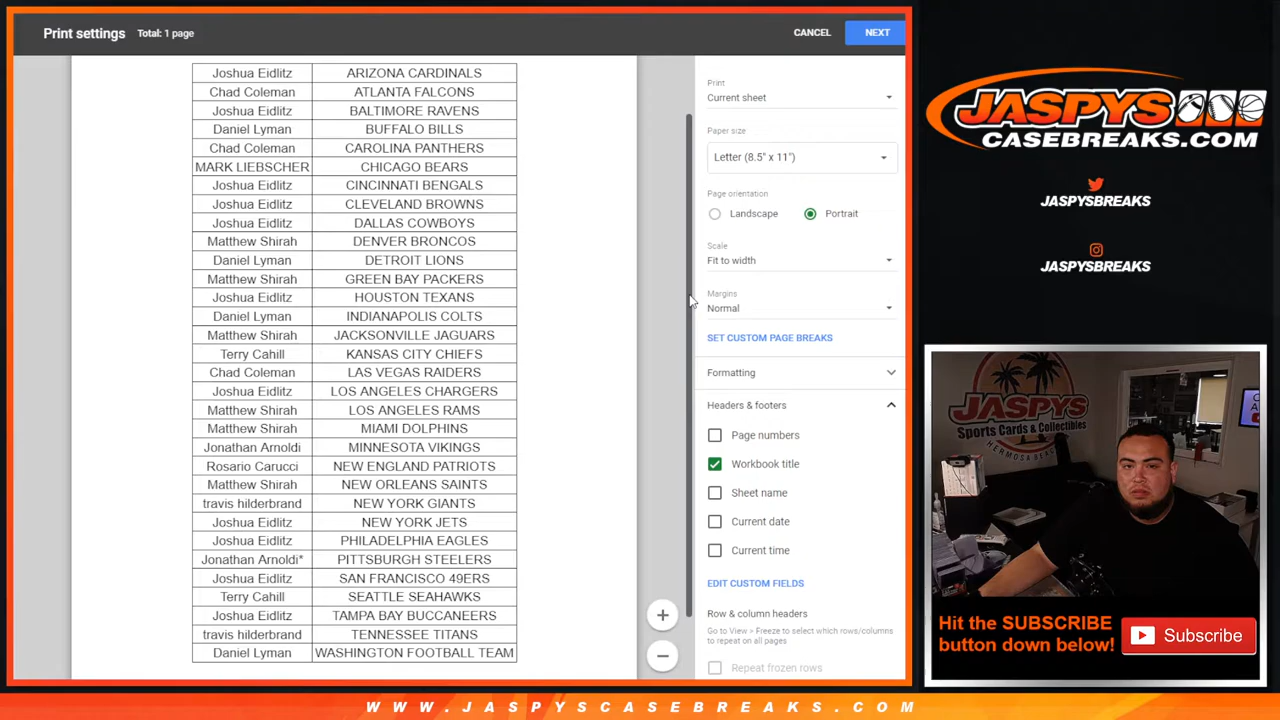 Print settings Total: 1 page CANCEL NEXT
Joshua Eidlitz ARIZONA CARDINALS
Chad Coleman ATLANTA FALCONS
Joshua Eidlitz BALTIMORE RAVENS
Daniel Lyman BUFFALO BILLS
Chad Coleman CAROLINA PANTHERS
MARK LIEBSCHER CHICAGO BEARS
Joshua Eidlitz CINCINNATI BENGALS
Joshua Eidlitz CLEVELAND BROWNS
Joshua Eidlitz DALLAS COWBOYS
Matthew Shirah DENVER BRONCOS
Daniel Lyman DETROIT LIONS
Matthew Shirah GREEN BAY PACKERS
Joshua Eidlitz HOUSTON TEXANS
Daniel Lyman INDIANAPOLIS COLTS
Matthew Shirah JACKSONVILLE JAGUARS
Terry Cahill KANSAS CITY CHIEFS
Chad Coleman LAS VEGAS RAIDERS
Joshua Eidlitz LOS ANGELES CHARGERS
Matthew Shirah LOS ANGELES RAMS
Matthew Shirah MIAMI DOLPHINS
Jonathan Arnoldi MINNESOTA VIKINGS
Rosario Carucci NEW ENGLAND PATRIOTS
Matthew Shirah NEW ORLEANS SAINTS
travis hilderbrand NEW YORK GIANTS
Joshua Eidlitz NEW YORK JETS
Joshua Eidlitz PHILADELPHIA EAGLES
Jonathan Arnoldi* PITTSBURGH STEELERS
Joshua Eidlitz SAN FRANCISCO 49ERS
Terry Cahill SEATTLE SEAHAWKS
Joshua Eidlitz TAMPA BAY BUCCANEERS
travis hilderbrand TENNESSEE TITANS
Daniel Lyman WASHINGTON FOOTBALL TEAM
Print
Current sheet
Paper size
Letter (8.5" x 11")
Page orientation
Landscape Portrait
Scale
Fit to width
Margins
Normal
SET CUSTOM PAGE BREAKS
Formatting
Headers & footers
Page numbers
Workbook title
Sheet name
Current date
Current time
EDIT CUSTOM FIELDS
Row & column headers
Go to View > Freeze to select which rows/columns
to repeat on all pages
Repeat frozen rows
JASPYS
CASEBREAKS.COM
JASPYSBREAKS
JASPYSBREAKS
JASPYS
Sports Cards & Collectibles
HERMOSA BEACH
Hit the SUBSCRIBE
button down below!
Subscribe
WWW.JASPYSCASEBREAKS.COM